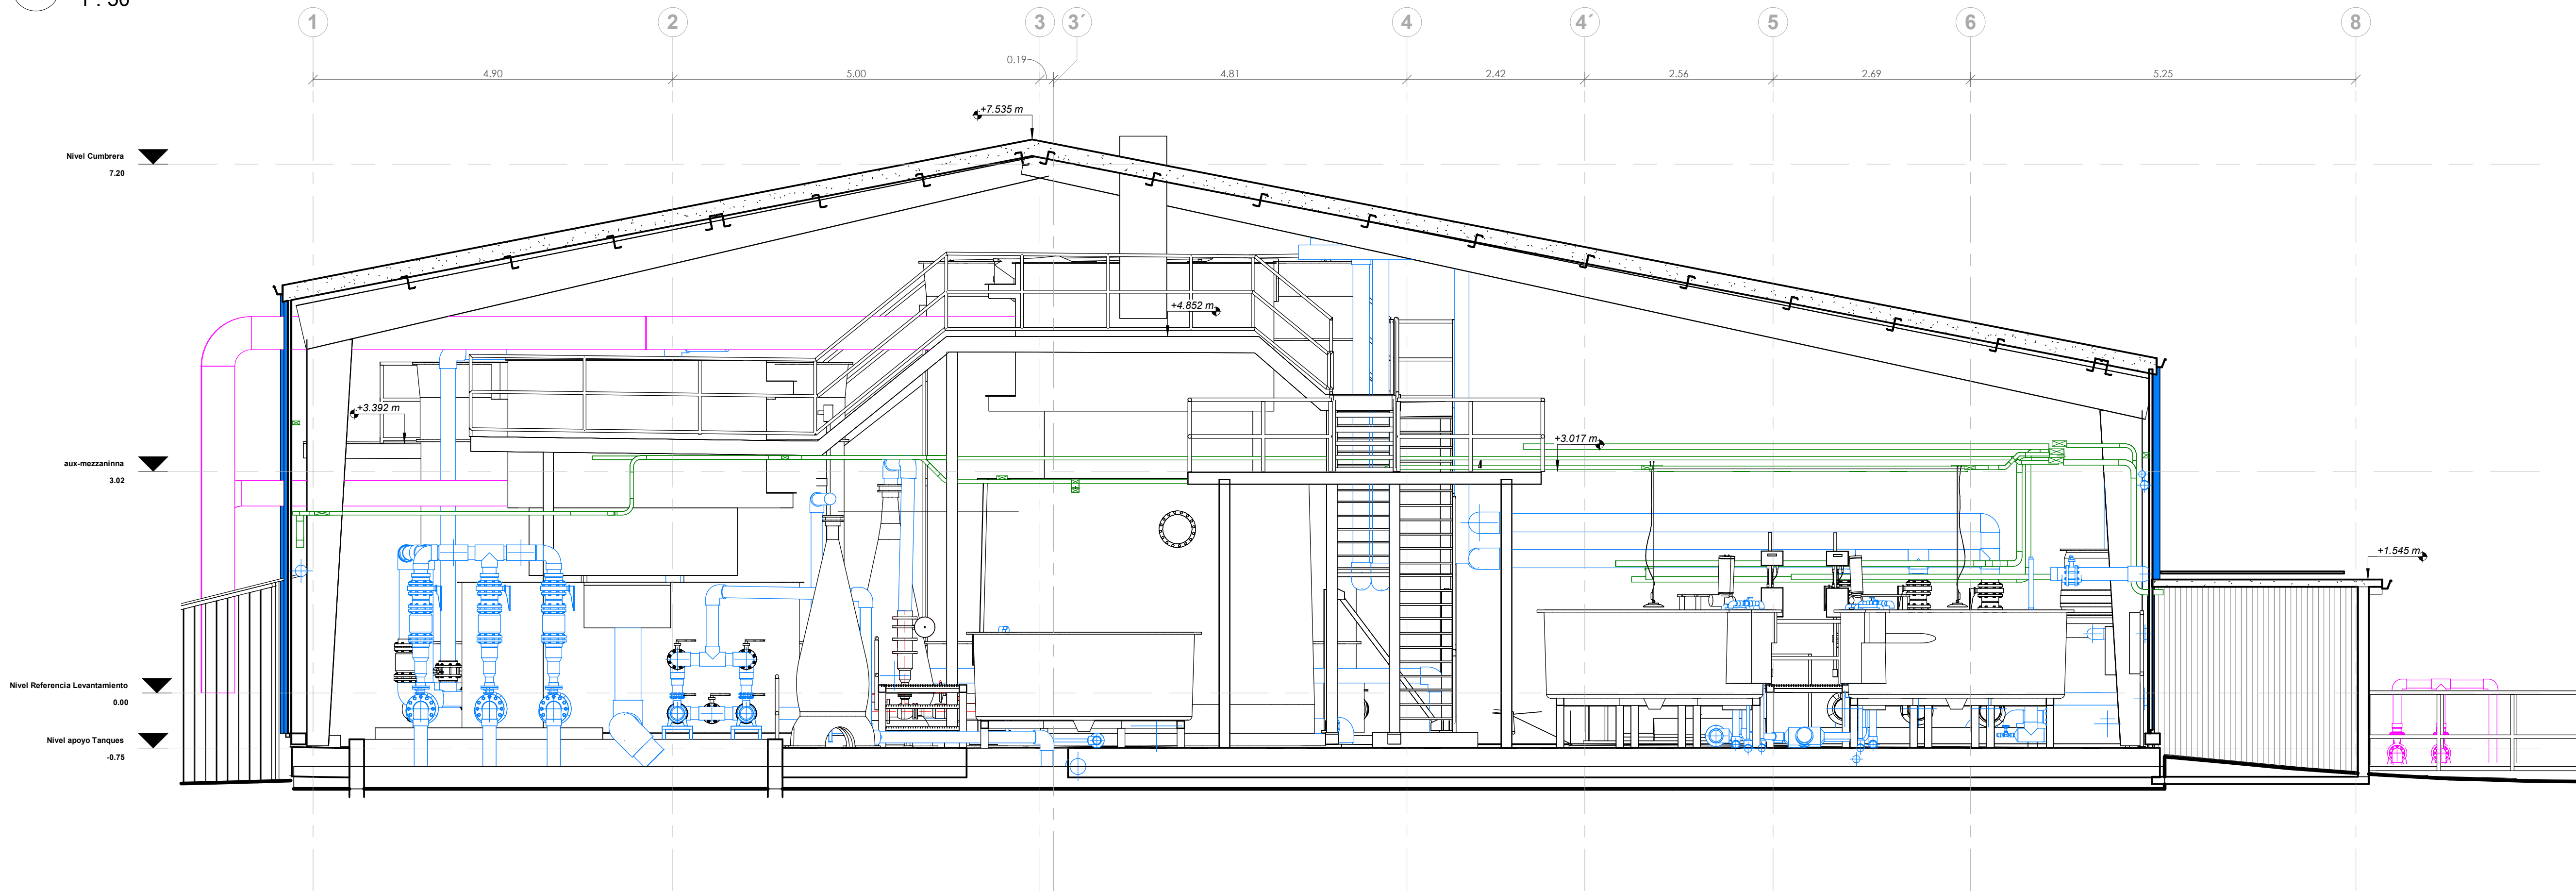 1 : 50
1 2 3 3´ 4 4´ 5 6 8
4.90 5.00 0.19 4.81 2.42 2.56 2.69 5.25
+7.535 m
Nivel Cumbrera
7.20
+4.852 m
+3.392 m
+3.017 m
aux-mezzaninna
3.02
+1.545 m
Nivel Referencia Levantamiento
0.00
Nivel apoyo Tanques
-0.75